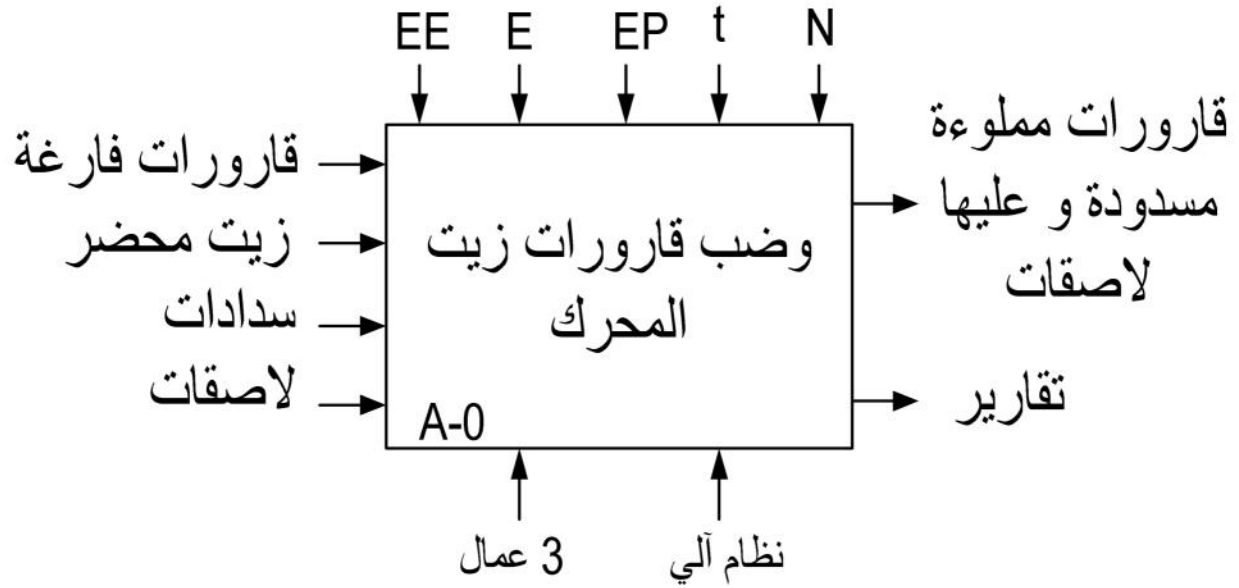 EE E EP t N
قارورات فارغة
زيت محضر
سدادات
لاصقات
وضب قارورات زيت
المحرك
A-0
قارورات مملوءة
مسدودة و عليها
لاصقات
تقارير
3 عمال
نظام آلي